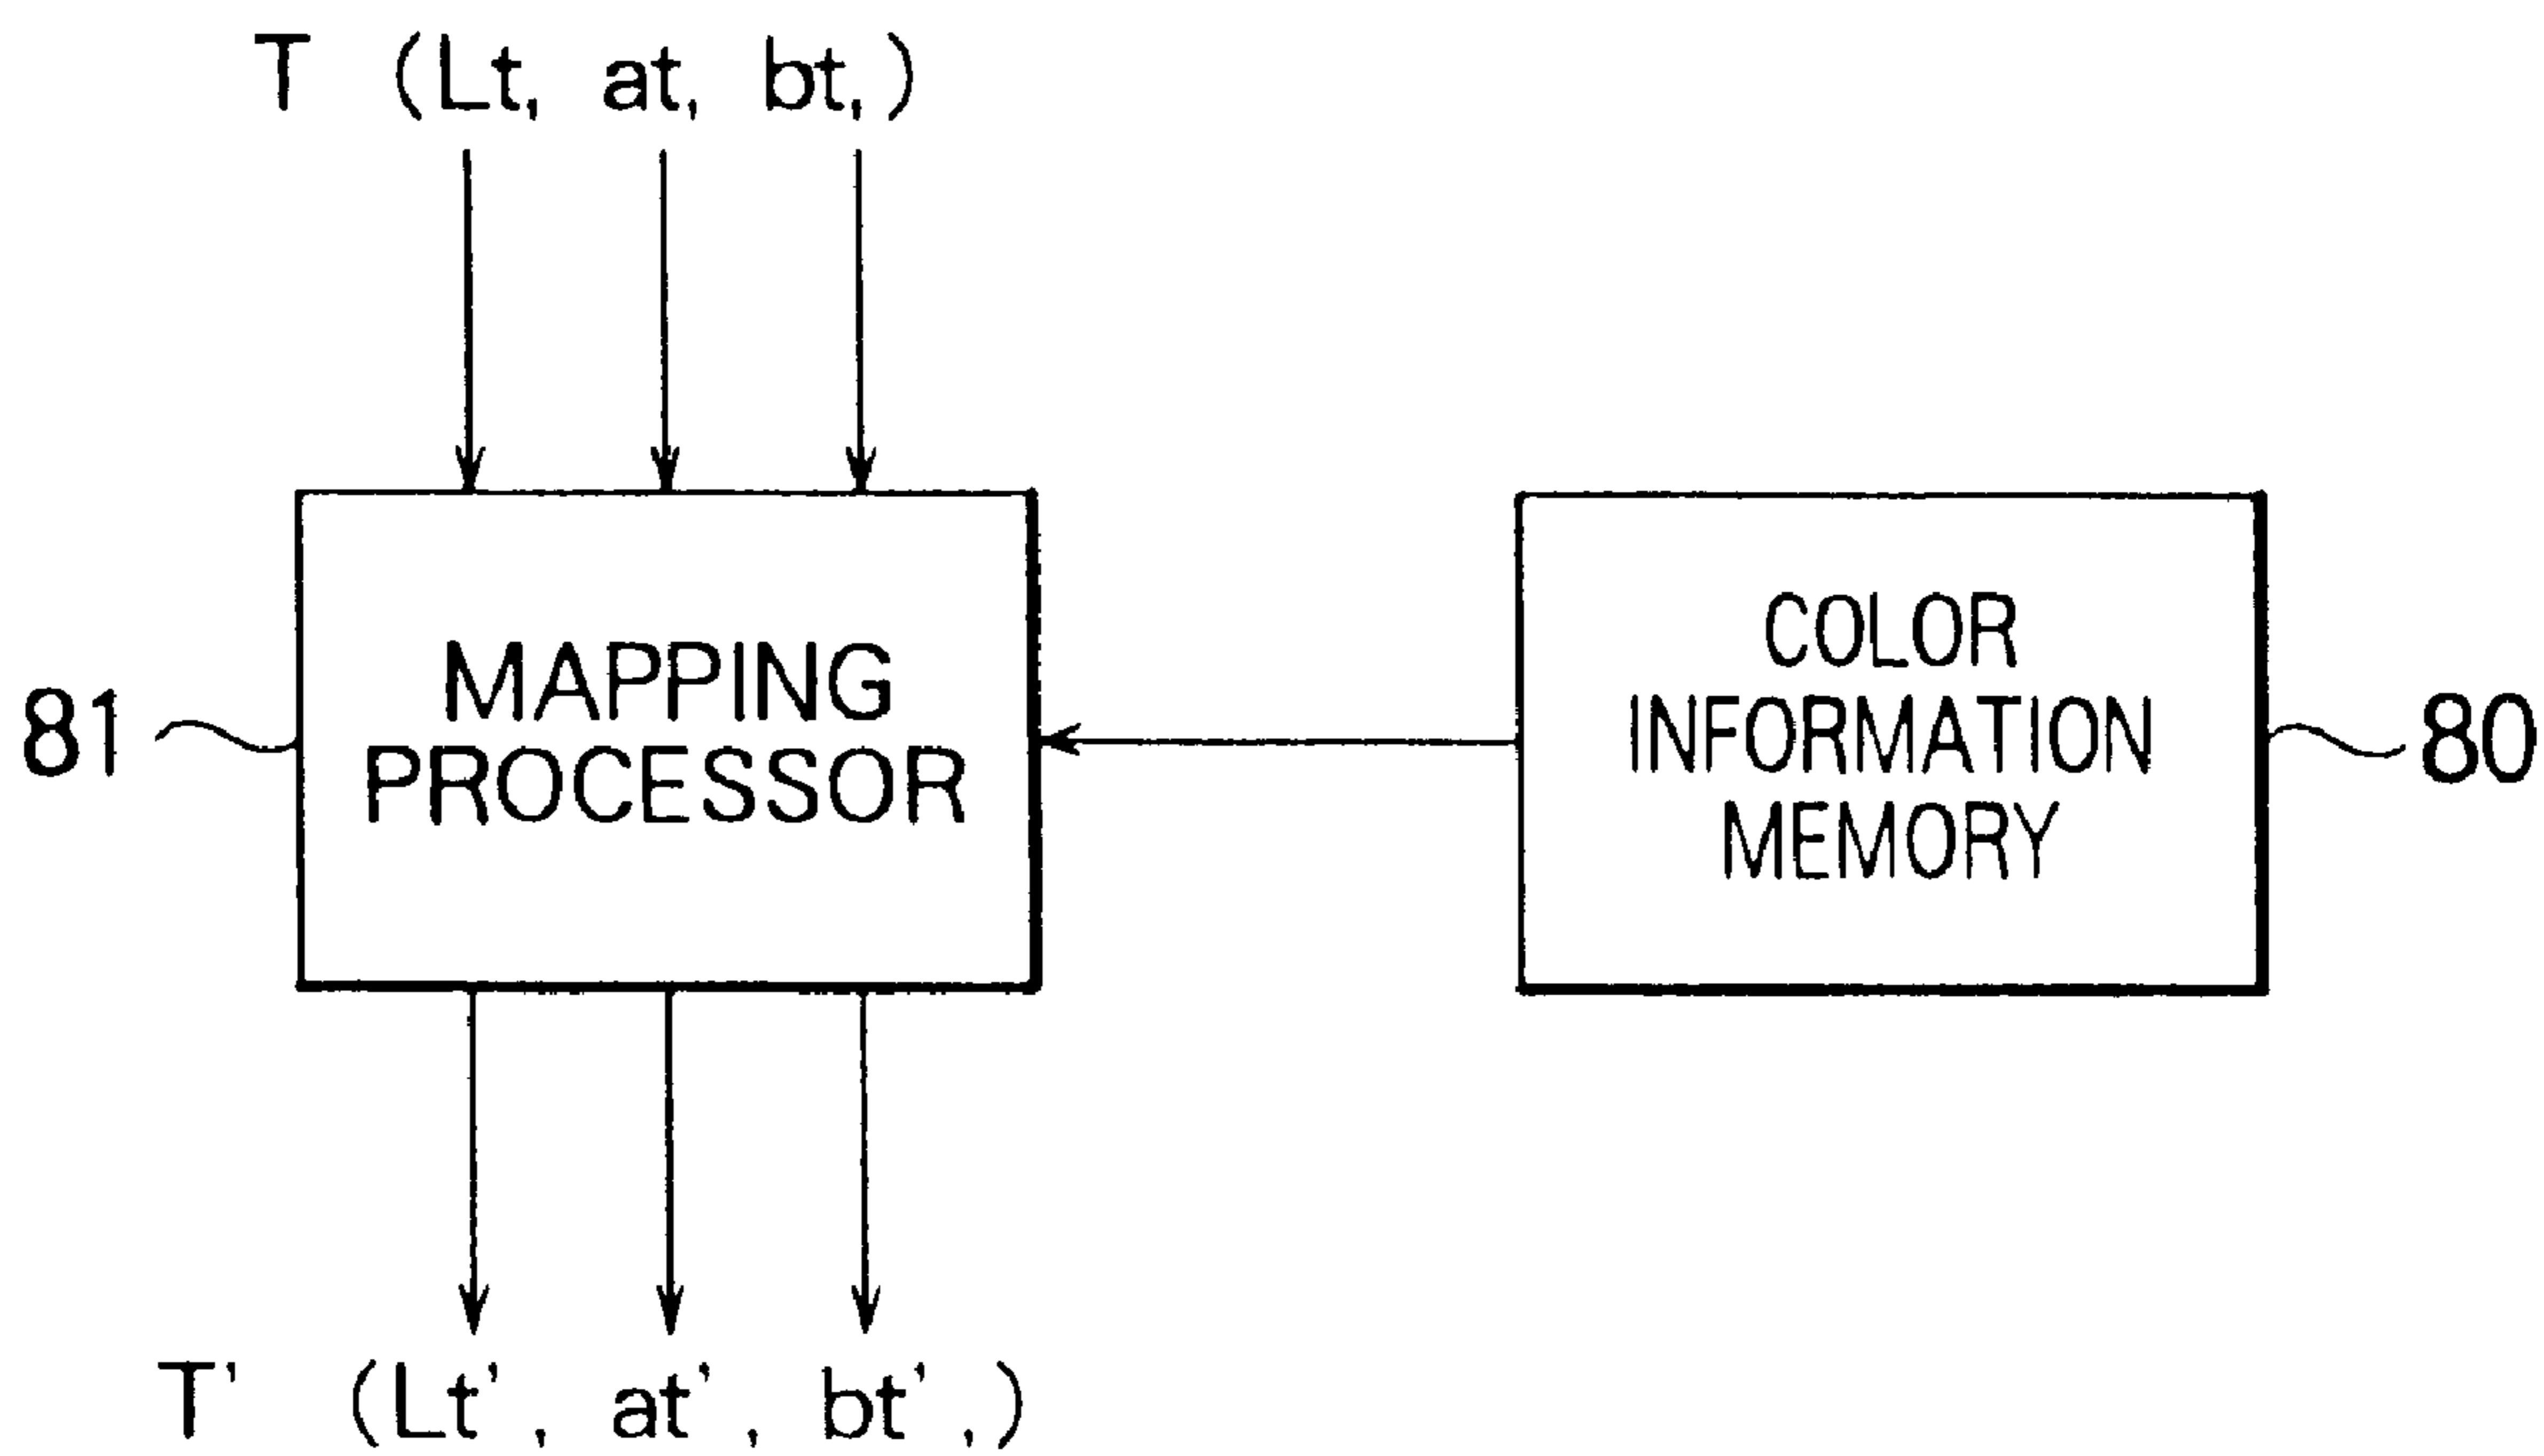 T (Lt, at, bt,)
81
MAPPING
PROCESSOR
COLOR
INFORMATION
MEMORY
80
T' (Lt', at', bt',)